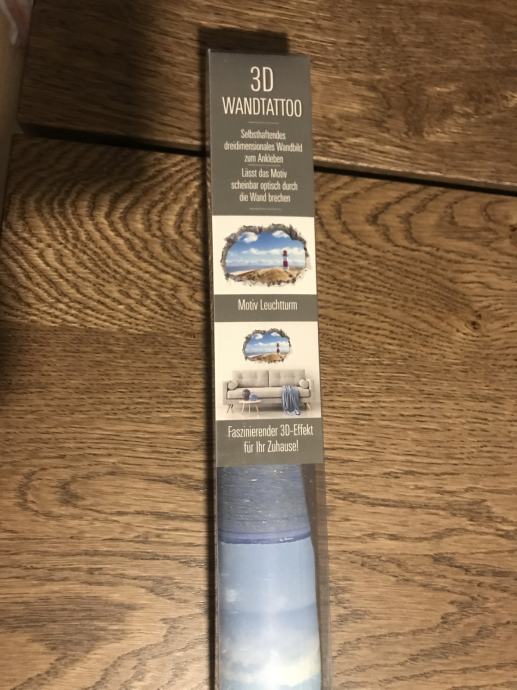 3D
WANDTATTOO
Selbsthaftendes
dreidimensionales Wandbild
zum Ankleben
Lässt das Motiv
scheinbar optisch durch
die Wand brechen
Motiv Leuchtturm
Faszinierender 3D-Effekt
für Ihr Zuhause!